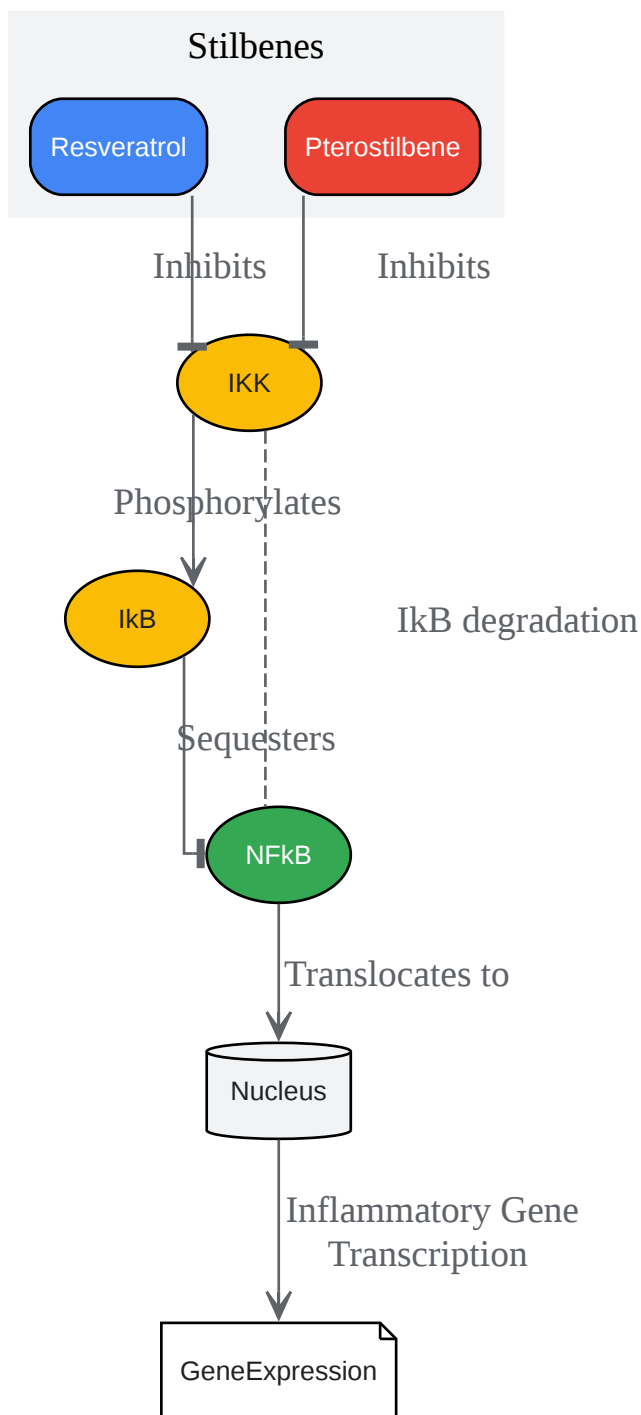 Stilbenes
Resveratrol
Pterostilbene
Inhibits
Inhibits
IKK
Phosphorylates
IkB
IkB degradation
Sequesters
NFkB
Translocates to
Nucleus
Inflammatory Gene
Transcription
GeneExpression